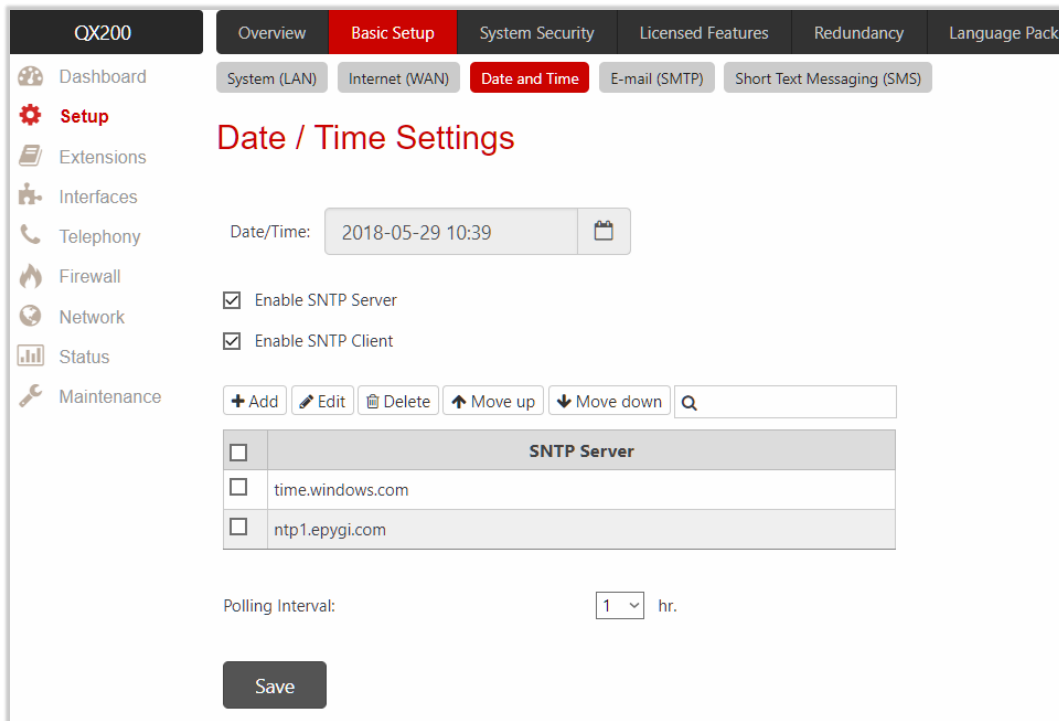 QX200 Overview Basic Setup System Security Licensed Features Redundancy Language Pack
Dashboard
Setup
Extensions
Interfaces
Telephony
Firewall
Network
Status
Maintenance
System (LAN) Internet (WAN) Date and Time E-mail (SMTP) Short Text Messaging (SMS)
Date / Time Settings
Date/Time: 2018-05-29 10:39
Enable SNTP Server
Enable SNTP Client
Add Edit Delete Move up Move down
SNTP Server
time.windows.com
ntp1.epygi.com
Polling Interval: 1 hr.
Save